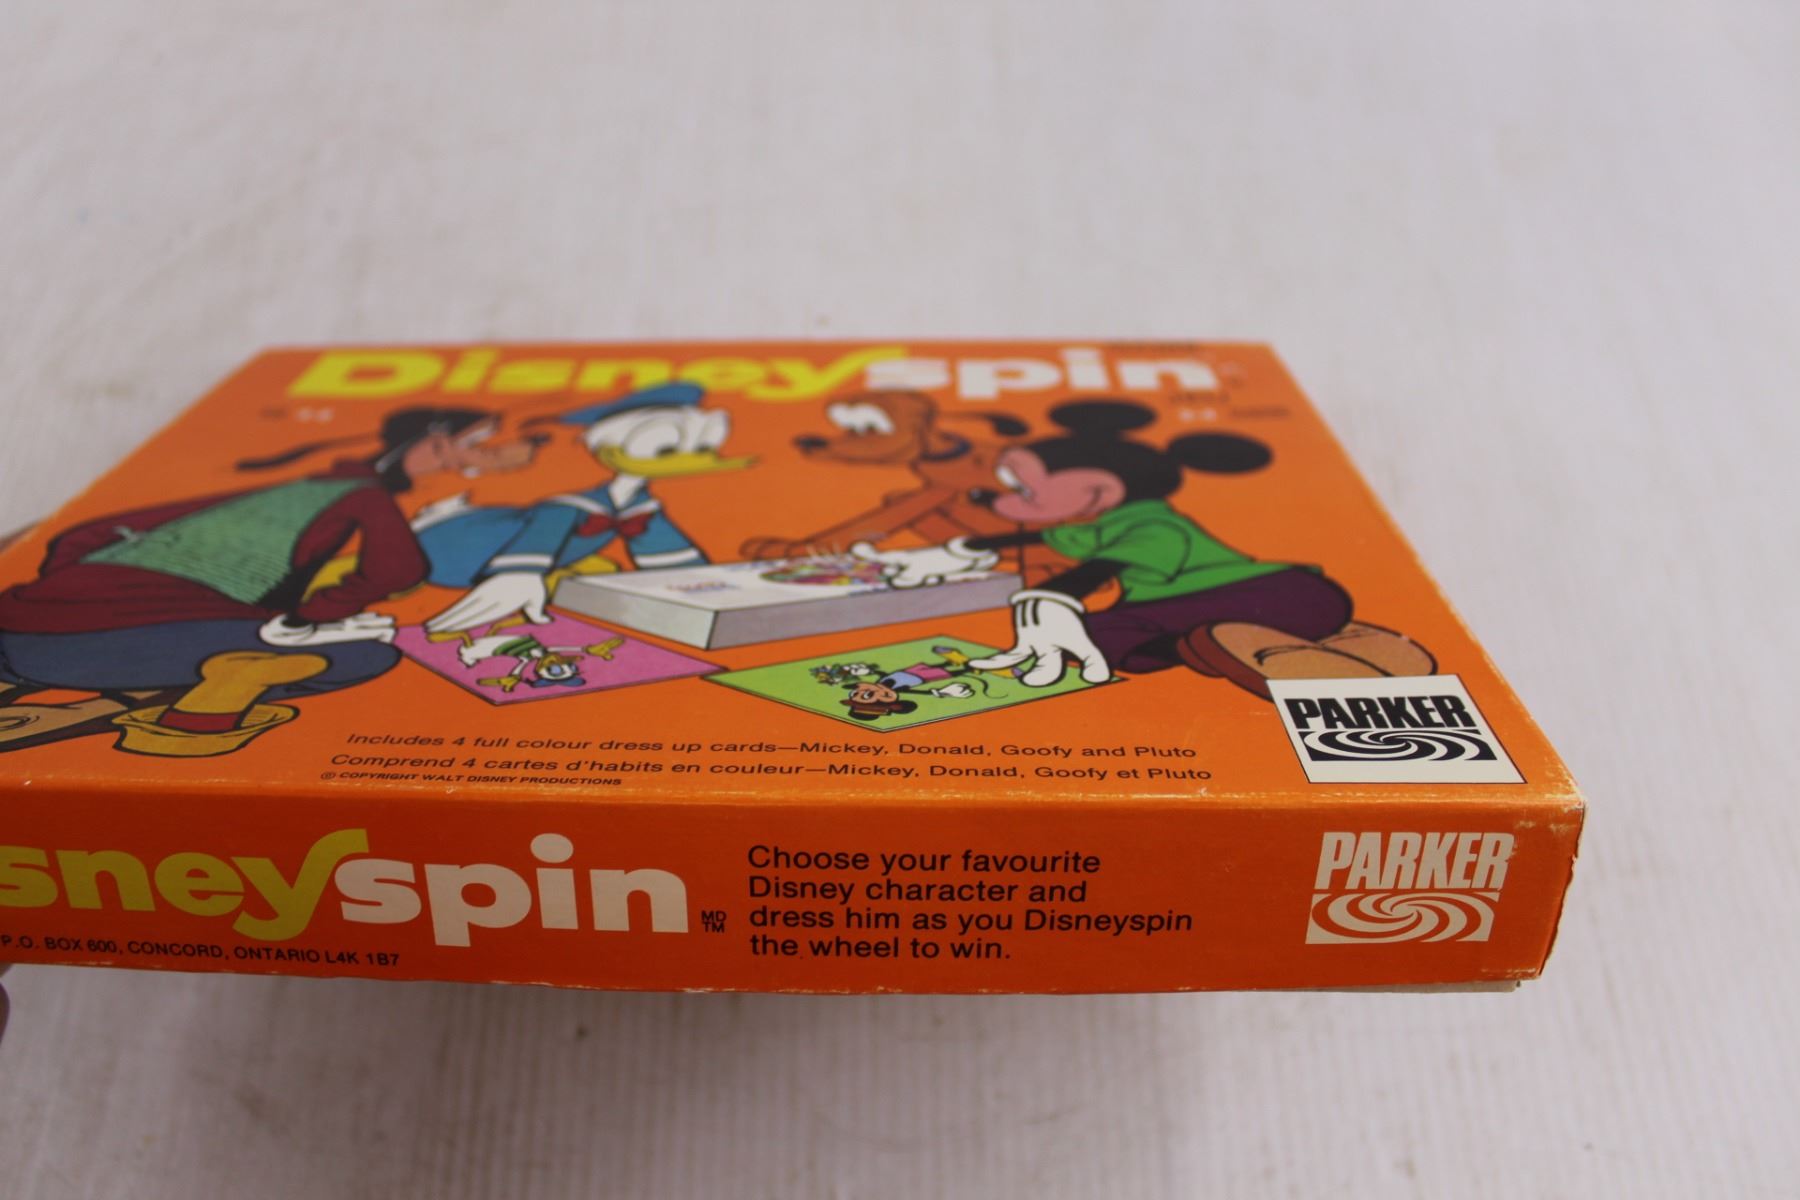 Disneyspin
Includes 4 full colour dress up cards—Mickey, Donald, Goofy and Pluto
Comprend 4 cartes d'habits en couleur—Mickey, Donald, Goofy et Pluto
© COPYRIGHT WALT DISNEY PRODUCTIONS
PARKER
sneyspin MD TM
P.O. BOX 600, CONCORD, ONTARIO L4K 1B7
Choose your favourite
Disney character and
dress him as you Disneyspin
the wheel to win.
PARKER